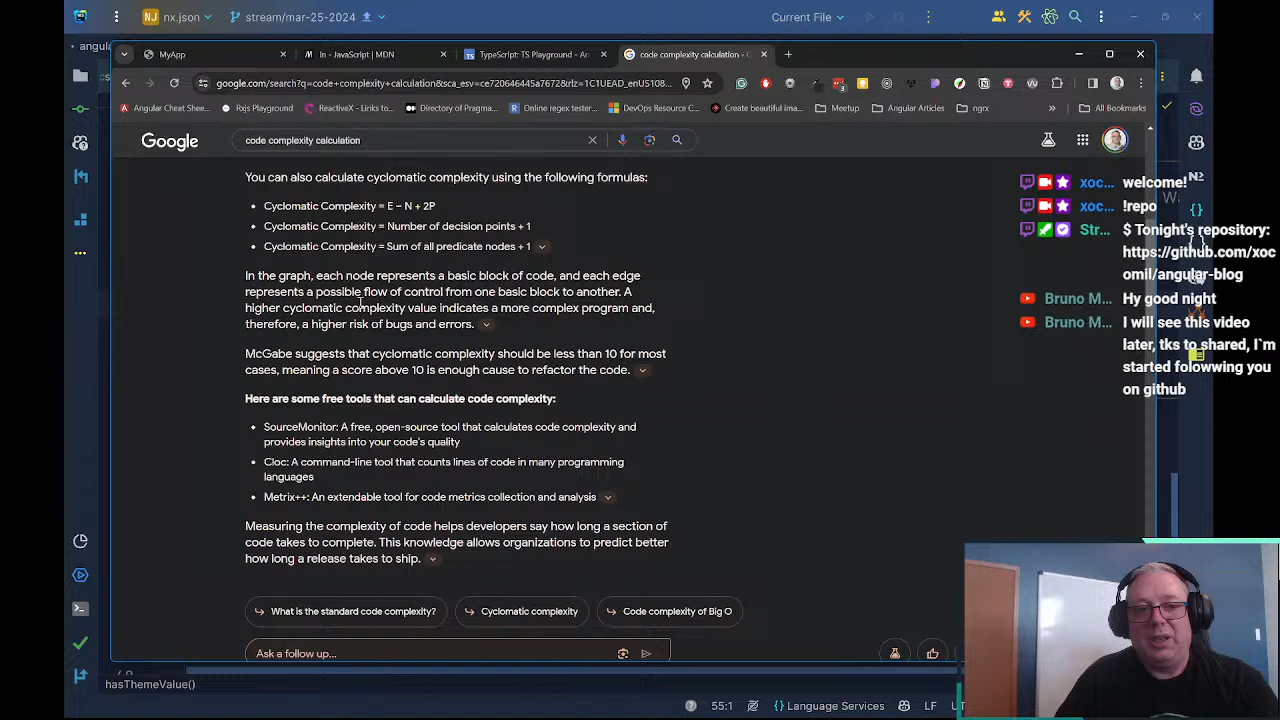 NJ nx.json
stream/mar-25-2024
Current File
angula
MyApp
In - JavaScript | MDN
TypeScript: TS Playground - An
code complexity calculation - G
google.com/search?q=code+complexity+calculation&sca_esv=ce720646445a7672&rlz=1C1UEAD_enUS108...
Angular Cheat Shee...
Rxjs Playground
ReactiveX - Links to...
Directory of Pragma...
Online regex tester...
DevOps Resource C...
Create beautiful ima...
Meetup
Angular Articles
ngrx
All Bookmarks
Google
code complexity calculation
You can also calculate cyclomatic complexity using the following formulas:
• Cyclomatic Complexity = E − N + 2P
• Cyclomatic Complexity = Number of decision points + 1
• Cyclomatic Complexity = Sum of all predicate nodes + 1
In the graph, each node represents a basic block of code, and each edge
represents a possible flow of control from one basic block to another. A
higher cyclomatic complexity value indicates a more complex program and,
therefore, a higher risk of bugs and errors.
McGabe suggests that cyclomatic complexity should be less than 10 for most
cases, meaning a score above 10 is enough cause to refactor the code.
Here are some free tools that can calculate code complexity:
• SourceMonitor: A free, open-source tool that calculates code complexity and
provides insights into your code's quality
• Cloc: A command-line tool that counts lines of code in many programming
languages
• Metrix++: An extendable tool for code metrics collection and analysis
Measuring the complexity of code helps developers say how long a section of
code takes to complete. This knowledge allows organizations to predict better
how long a release takes to ship.
What is the standard code complexity?
Cyclomatic complexity
Code complexity of Big O
Ask a follow up...
xoc... welcome!
xoc... !repo
Str... $ Tonight's repository:
https://github.com/xoc
omil/angular-blog
Bruno M... Hy good night
Bruno M... I will see this video
later, tks to shared, I`m
started folowwing you
on github
hasThemeValue()
55:1
Language Services
LF